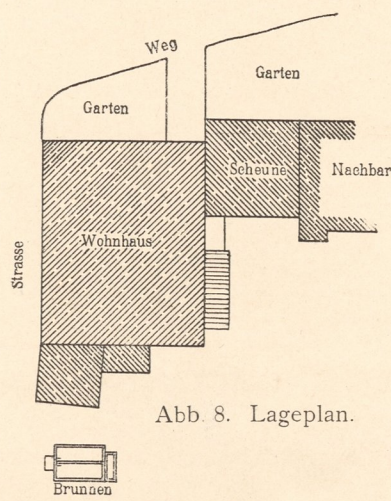 Weg
Garten
Garten
Scheune
Nachbar
Wohnhaus
Strasse
Abb. 8. Lageplan.
Brunnen